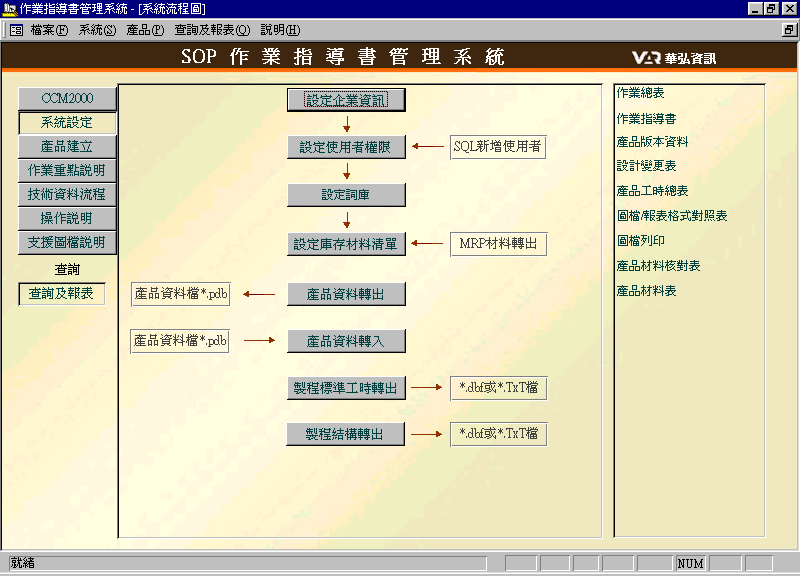 作業指導書管理系統 - [系統流程圖]
檔案(F) 系統(S) 產品(P) 查詢及報表(Q) 說明(H)
SOP 作 業 指 導 書 管 理 系 統
VAR 華弘資訊
CCM2000
系統設定
產品建立
作業重點說明
技術資料流程
操作說明
支援圖檔說明
查詢
查詢及報表
設定企業資訊
設定使用者權限
SQL新增使用者
設定詞庫
設定庫存材料清單
MRP材料轉出
產品資料檔*.pdb
產品資料轉出
產品資料檔*.pdb
產品資料轉入
製程標準工時轉出
*.dbf或*.TxT檔
製程結構轉出
*.dbf或*.TxT檔
作業總表
作業指導書
產品版本資料
設計變更表
產品工時總表
圖檔/報表格式對照表
圖檔列印
產品材料核對表
產品材料表
就緒
NUM